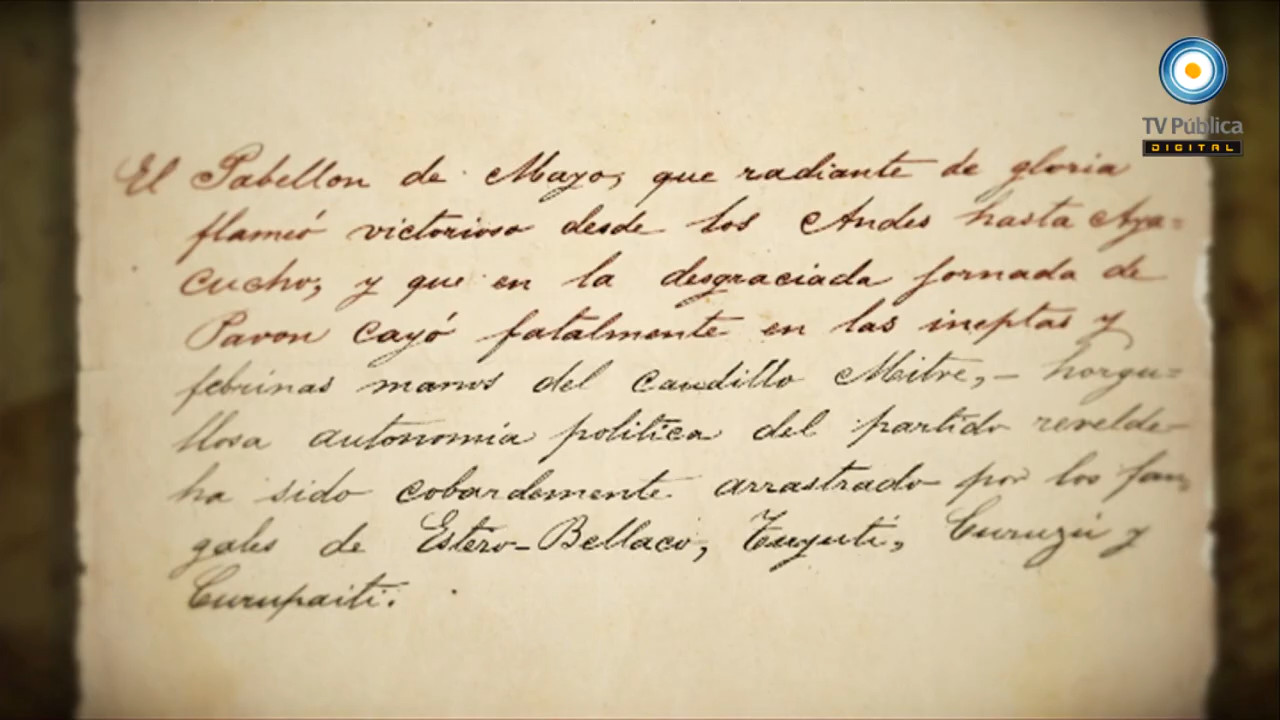 El Pabellon de Mayo, que radiante de gloria
flameó victorioso desde los Andes hasta Aya=
cucho, y que en la desgraciada jornada de
Pavon cayó fatalmente en las ineptas y
febrinas manos del caudillo Mitre, - horgu=
llosa autonomia politica del partido revelde -
ha sido cobardemente arrastrado por los fan=
gales de Estero-Bellaco, Tuyuti, Curuzú y
Curupaiti.
TV Pública
DIGITAL